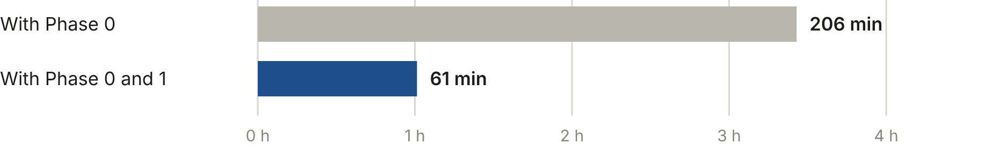 With Phase 0
206 min
With Phase 0 and 1
61 min
0 h
1 h
2 h
3 h
4 h